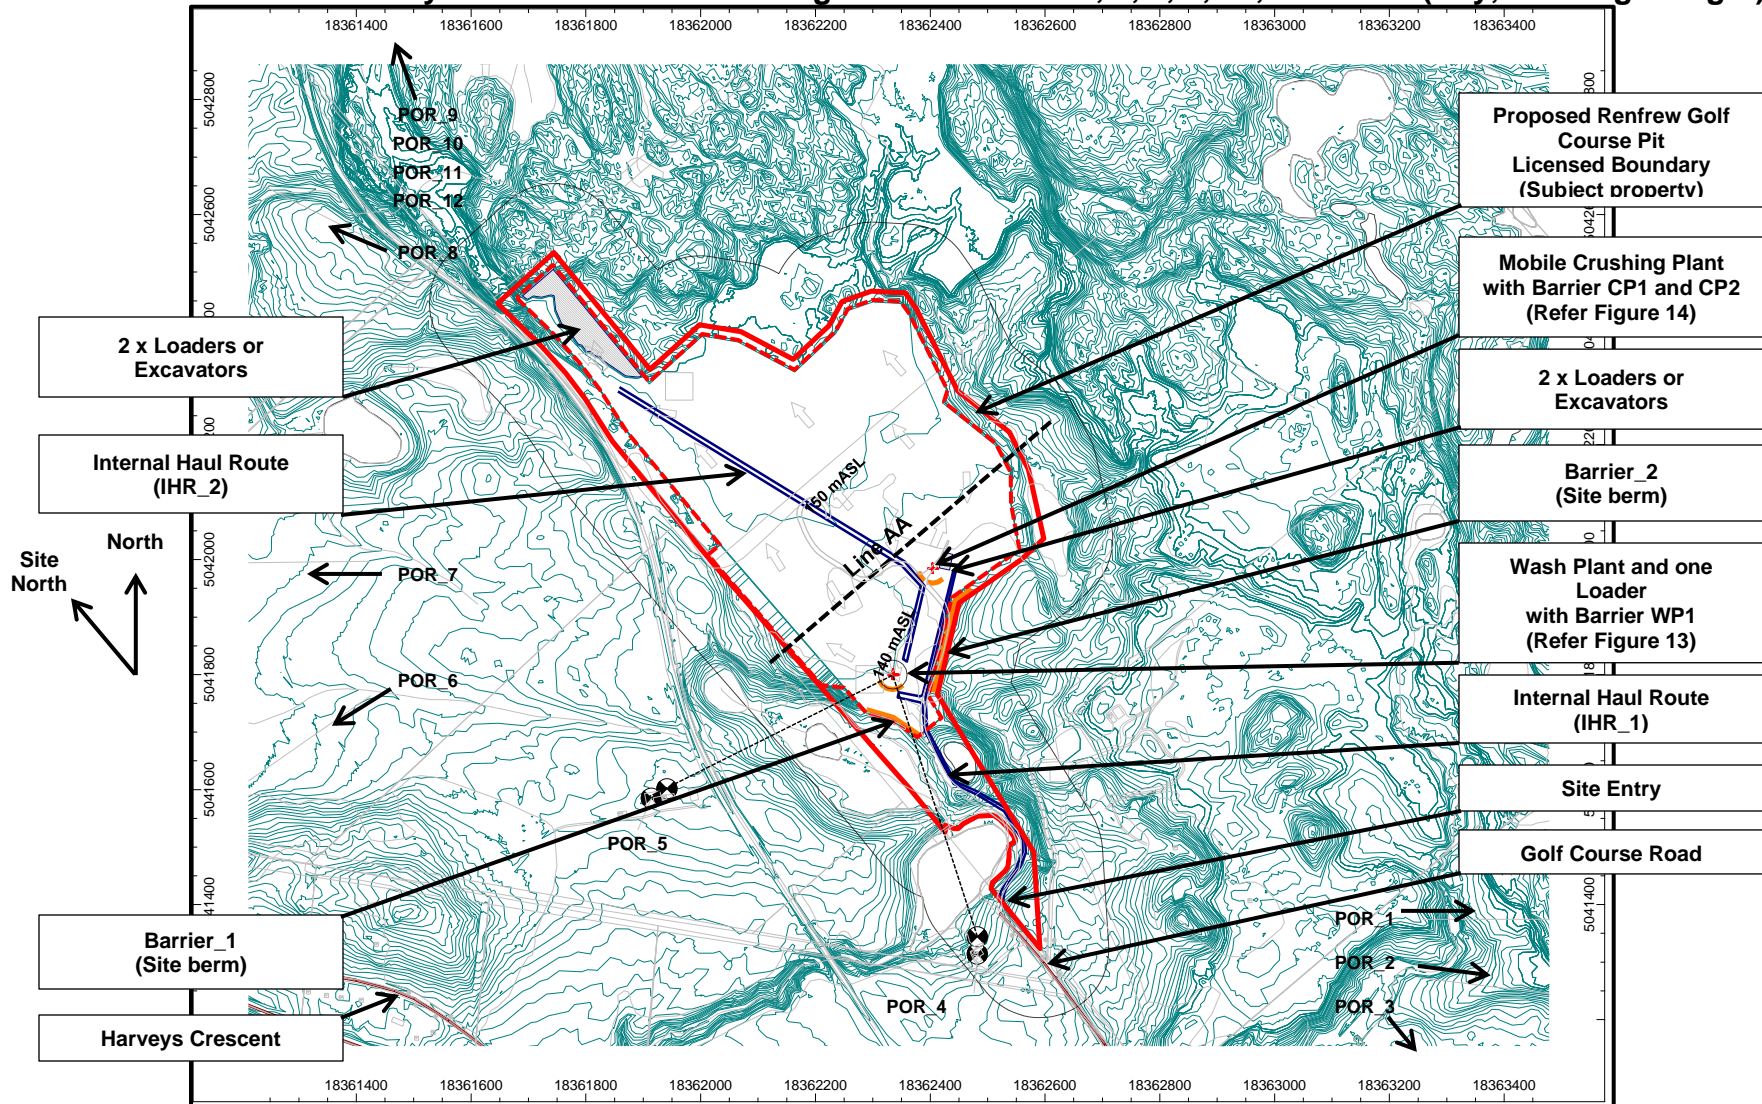 18361400 18361600 18361800 18362000 18362200 18362400 18362600 18362800 18363000 18363200 18363400
5042800
5042600
5042000
5041800
5041600
5041400
POR_9
POR_10
POR_11
POR_12
POR_8
POR_7
POR_6
POR_5
POR_4
POR_1
POR_2
POR_3
150 mASL
Line AA
140 mASL
North
Site
North
2 x Loaders or
Excavators
Internal Haul Route
(IHR_2)
Barrier_1
(Site berm)
Harveys Crescent
Proposed Renfrew Golf
Course Pit
Licensed Boundary
(Subject property)
Mobile Crushing Plant
with Barrier CP1 and CP2
(Refer Figure 14)
2 x Loaders or
Excavators
Barrier_2
(Site berm)
Wash Plant and one
Loader
with Barrier WP1
(Refer Figure 13)
Internal Haul Route
(IHR_1)
Site Entry
Golf Course Road
5041400
18361400 18361600 18361800 18362000 18362200 18362400 18362600 18362800 18363000 18363200 18363400